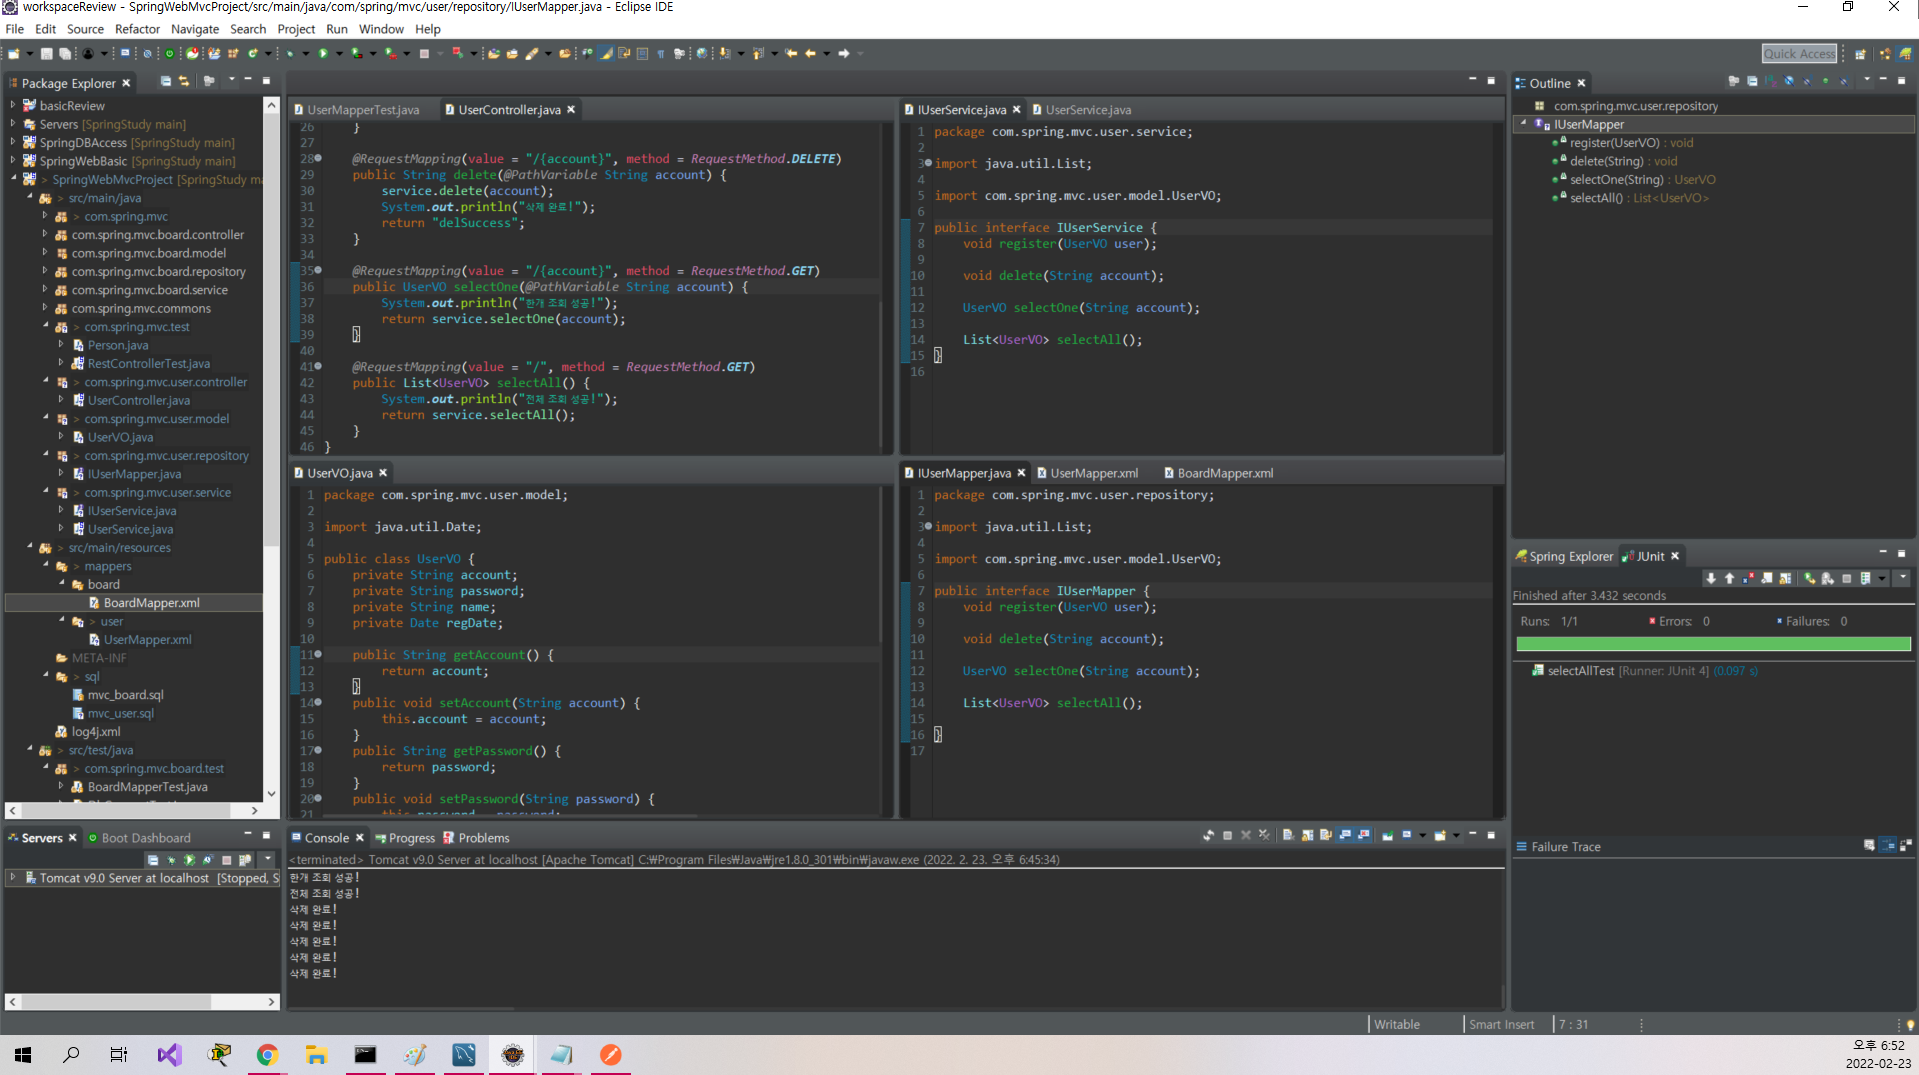 workspaceReview - SpringWebMvcProject/src/main/java/com/spring/mvc/user/repository/IUserMapper.java - Eclipse IDE
File Edit Source Refactor Navigate Search Project Run Window Help
Quick Access
Package Explorer
basicReview
Servers [SpringStudy main]
SpringDBAccess [SpringStudy main]
SpringWebBasic [SpringStudy main]
> SpringWebMvcProject [SpringStudy ma
> src/main/java
> com.spring.mvc
com.spring.mvc.board.controller
com.spring.mvc.board.model
com.spring.mvc.board.repository
com.spring.mvc.board.service
com.spring.mvc.commons
> com.spring.mvc.test
Person.java
RestControllerTest.java
> com.spring.mvc.user.controller
UserController.java
> com.spring.mvc.user.model
UserVO.java
> com.spring.mvc.user.repository
IUserMapper.java
> com.spring.mvc.user.service
IUserService.java
UserService.java
> src/main/resources
> mappers
board
BoardMapper.xml
> user
UserMapper.xml
META-INF
> sql
mvc_board.sql
mvc_user.sql
log4j.xml
> src/test/java
> com.spring.mvc.board.test
BoardMapperTest.java
UserMapperTest.java UserController.java
26 }
27
28 @RequestMapping(value = "/{account}", method = RequestMethod.DELETE)
29 public String delete(@PathVariable String account) {
30 service.delete(account);
31 System.out.println("삭제 완료!");
32 return "delSuccess";
33 }
34
35 @RequestMapping(value = "/{account}", method = RequestMethod.GET)
36 public UserVO selectOne(@PathVariable String account) {
37 System.out.println("한개 조회 성공!");
38 return service.selectOne(account);
39 }
40
41 @RequestMapping(value = "/", method = RequestMethod.GET)
42 public List<UserVO> selectAll() {
43 System.out.println("전체 조회 성공!");
44 return service.selectAll();
45 }
46 }
IUserService.java UserService.java
1 package com.spring.mvc.user.service;
2
3 import java.util.List;
4
5 import com.spring.mvc.user.model.UserVO;
6
7 public interface IUserService {
8 void register(UserVO user);
9
10 void delete(String account);
11
12 UserVO selectOne(String account);
13
14 List<UserVO> selectAll();
15 }
16
UserVO.java
1 package com.spring.mvc.user.model;
2
3 import java.util.Date;
4
5 public class UserVO {
6 private String account;
7 private String password;
8 private String name;
9 private Date regDate;
10
11 public String getAccount() {
12 return account;
13 }
14 public void setAccount(String account) {
15 this.account = account;
16 }
17 public String getPassword() {
18 return password;
19 }
20 public void setPassword(String password) {
21 this.password = password;
IUserMapper.java UserMapper.xml BoardMapper.xml
1 package com.spring.mvc.user.repository;
2
3 import java.util.List;
4
5 import com.spring.mvc.user.model.UserVO;
6
7 public interface IUserMapper {
8 void register(UserVO user);
9
10 void delete(String account);
11
12 UserVO selectOne(String account);
13
14 List<UserVO> selectAll();
15
16 }
17
Outline
com.spring.mvc.user.repository
IUserMapper
register(UserVO) : void
delete(String) : void
selectOne(String) : UserVO
selectAll() : List<UserVO>
Spring Explorer JUnit
Finished after 3.432 seconds
Runs: 1/1 Errors: 0 Failures: 0
selectAllTest [Runner: JUnit 4] (0.097 s)
Failure Trace
Servers Boot Dashboard
Tomcat v9.0 Server at localhost [Stopped, S
Console Progress Problems
<terminated> Tomcat v9.0 Server at localhost [Apache Tomcat] C:₩Program Files₩Java₩jre1.8.0_301₩bin₩javaw.exe (2022. 2. 23. 오후 6:45:34)
한개 조회 성공!
전체 조회 성공!
삭제 완료!
삭제 완료!
삭제 완료!
삭제 완료!
삭제 완료!
Writable Smart Insert 7 : 31
오후 6:52
2022-02-23